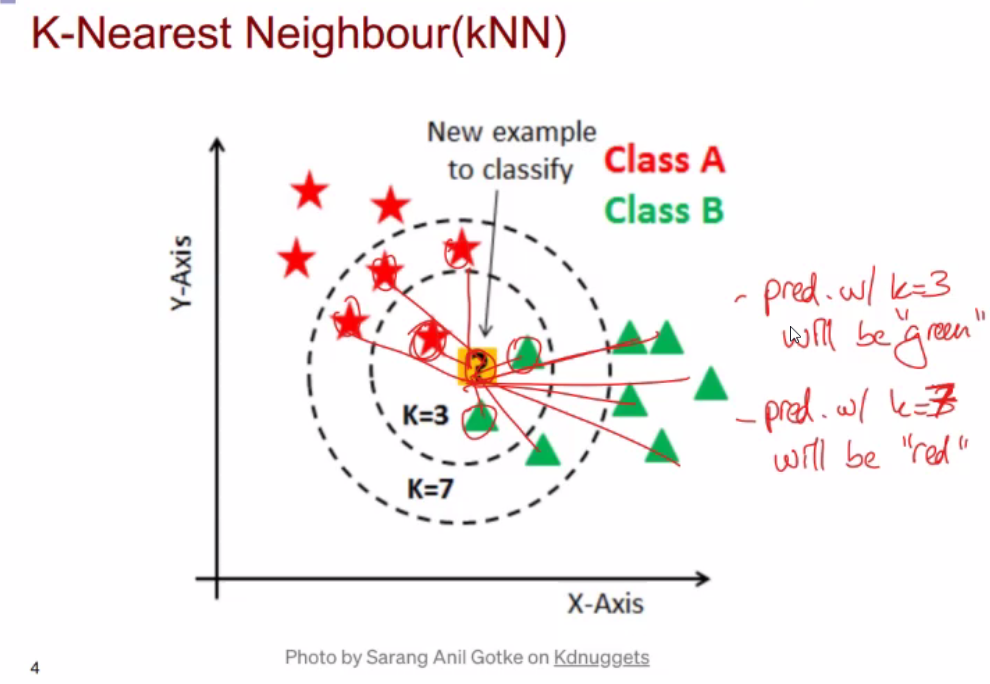 K-Nearest Neighbour(kNN)
New example
to classify
Class A
Class B
Y-Axis
?
K=3
K=7
X-Axis
- pred. w/ k=3
will be "green"
- pred. w/ k=7
will be "red"
Photo by Sarang Anil Gotke on Kdnuggets
4